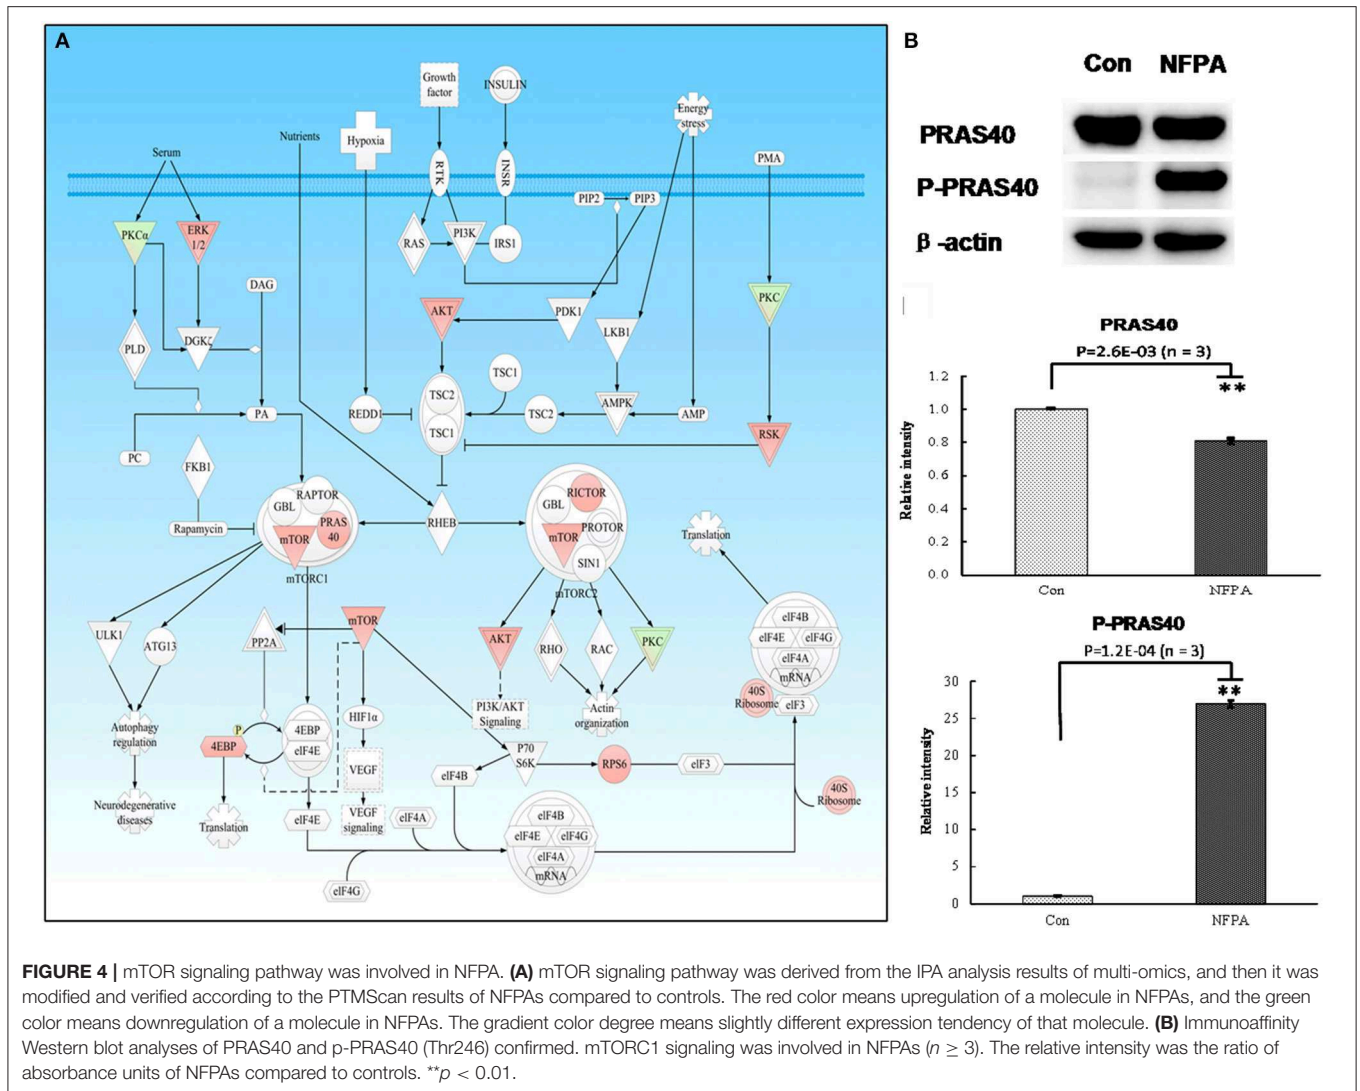 A
Growth
factor
INSULIN
Energy
stress
Nutrients
Hypoxia
Serum
RTK
INSR
PMA
PIP2
PIP3
PKCα
ERK
1/2
RAS
PI3K
IRS1
DAG
AKT
PDK1
PKC
LKB1
PLD
DGKζ
TSC1
TSC2
AMPK
PA
REDD1
TSC2
AMP
TSC1
RSK
PC
FKB1
RAPTOR
GBL
RICTOR
GBL
Rapamycin
PRAS
40
mTOR
RHEB
PROTOR
mTOR
SIN1
Translation
mTORC1
mTORC2
eIF4B
eIF4E
eIF4G
eIF4A
mRNA
ULK1
ATG13
PP2A
mTOR
AKT
RHO
RAC
PKC
40S
Ribosome
eIF3
PI3K/AKT
Signaling
Actin
organization
HIF1α
Autophagy
regulation
P
4EBP
4EBP
eIF4E
P70
S6K
RPS6
eIF3
VEGF
eIF4B
40S
Ribosome
Neurodegenerative
diseases
Translation
eIF4E
VEGF
signaling
eIF4A
eIF4B
eIF4E
eIF4G
eIF4A
mRNA
eIF4G
B
Con NFPA
PRAS40
P-PRAS40
β-actin
PRAS40
P=2.6E-03 (n = 3)
**
Relative intensity
1.2
1.0
0.8
0.6
0.4
0.2
0.0
Con
NFPA
P-PRAS40
P=1.2E-04 (n = 3)
**
Relative intensity
30
25
20
15
10
5
0
Con
NFPA
FIGURE 4 | mTOR signaling pathway was involved in NFPA. (A) mTOR signaling pathway was derived from the IPA analysis results of multi-omics, and then it was
modified and verified according to the PTMScan results of NFPAs compared to controls. The red color means upregulation of a molecule in NFPAs, and the green
color means downregulation of a molecule in NFPAs. The gradient color degree means slightly different expression tendency of that molecule. (B) Immunoaffinity
Western blot analyses of PRAS40 and p-PRAS40 (Thr246) confirmed. mTORC1 signaling was involved in NFPAs (n ≥ 3). The relative intensity was the ratio of
absorbance units of NFPAs compared to controls. **p < 0.01.